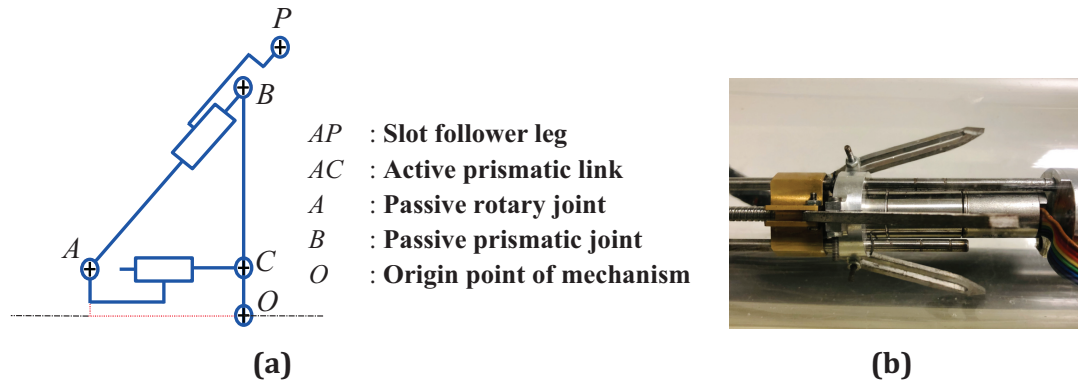 P
B
A
C
O
AP : Slot follower leg
AC : Active prismatic link
A : Passive rotary joint
B : Passive prismatic joint
O : Origin point of mechanism
(a)
(b)